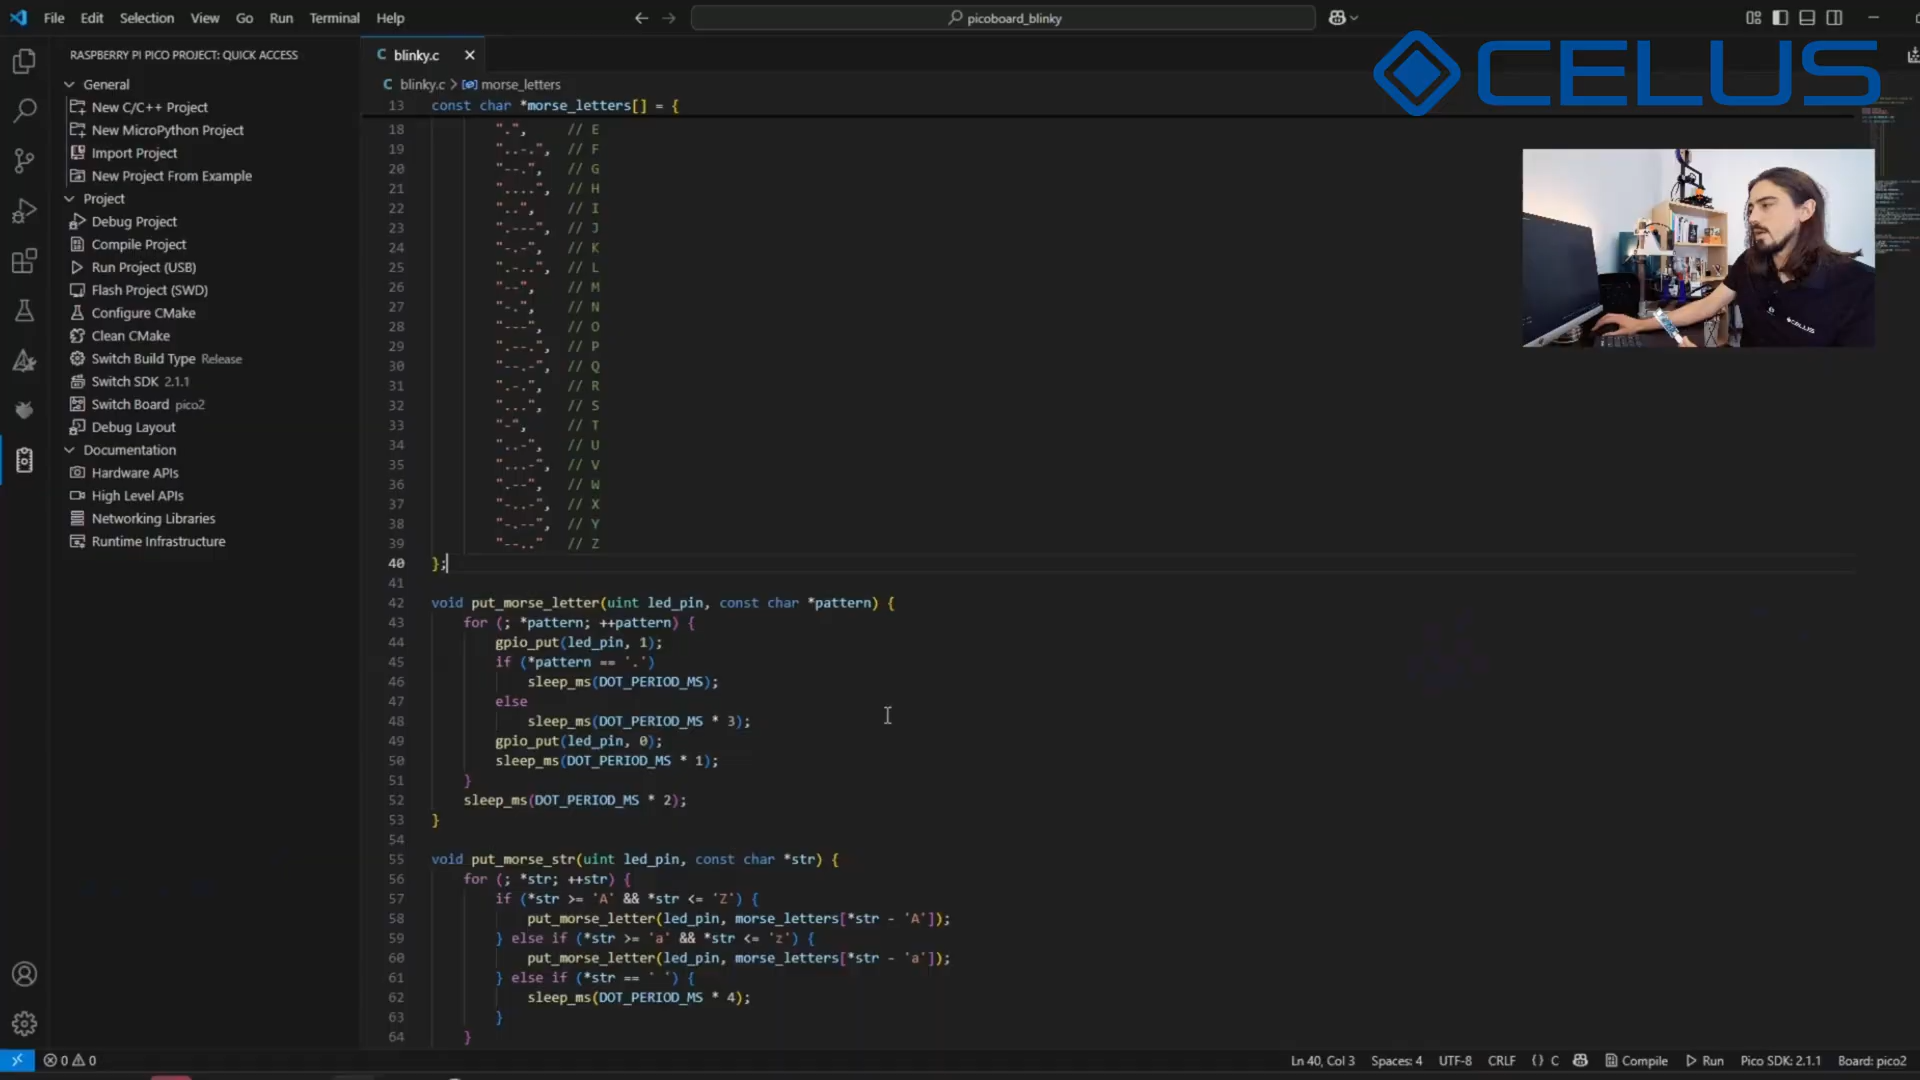 File Edit Selection View Go Run Terminal Help
picoboard_blinky
CELUS
RASPBERRY PI PICO PROJECT: QUICK ACCESS
General
New C/C++ Project
New MicroPython Project
Import Project
New Project From Example
Project
Debug Project
Compile Project
Run Project (USB)
Flash Project (SWD)
Configure CMake
Clean CMake
Switch Build Type Release
Switch SDK 2.1.1
Switch Board pico2
Debug Layout
Documentation
Hardware APIs
High Level APIs
Networking Libraries
Runtime Infrastructure
C blinky.c
C blinky.c > morse_letters
13 const char *morse_letters[] = {
18 ".", // E
19 "..-.", // F
20 "--.", // G
21 "....", // H
22 "..", // I
23 ".---", // J
24 "-.-", // K
25 ".-..", // L
26 "--", // M
27 "-.", // N
28 "---", // O
29 ".--.", // P
30 "--.-", // Q
31 ".-.", // R
32 "...", // S
33 "-", // T
34 "..-", // U
35 "...-", // V
36 ".--", // W
37 "-..-", // X
38 "-.--", // Y
39 "--.." // Z
40 };
41
42 void put_morse_letter(uint led_pin, const char *pattern) {
43 for (; *pattern; ++pattern) {
44 gpio_put(led_pin, 1);
45 if (*pattern == '.')
46 sleep_ms(DOT_PERIOD_MS);
47 else
48 sleep_ms(DOT_PERIOD_MS * 3);
49 gpio_put(led_pin, 0);
50 sleep_ms(DOT_PERIOD_MS * 1);
51 }
52 sleep_ms(DOT_PERIOD_MS * 2);
53 }
54
55 void put_morse_str(uint led_pin, const char *str) {
56 for (; *str; ++str) {
57 if (*str >= 'A' && *str <= 'Z') {
58 put_morse_letter(led_pin, morse_letters[*str - 'A']);
59 } else if (*str >= 'a' && *str <= 'z') {
60 put_morse_letter(led_pin, morse_letters[*str - 'a']);
61 } else if (*str == ' ') {
62 sleep_ms(DOT_PERIOD_MS * 4);
63 }
64 }
CELUS
0 0
Ln 40, Col 3 Spaces: 4 UTF-8 CRLF {} C Compile Run Pico SDK: 2.1.1 Board: pico2